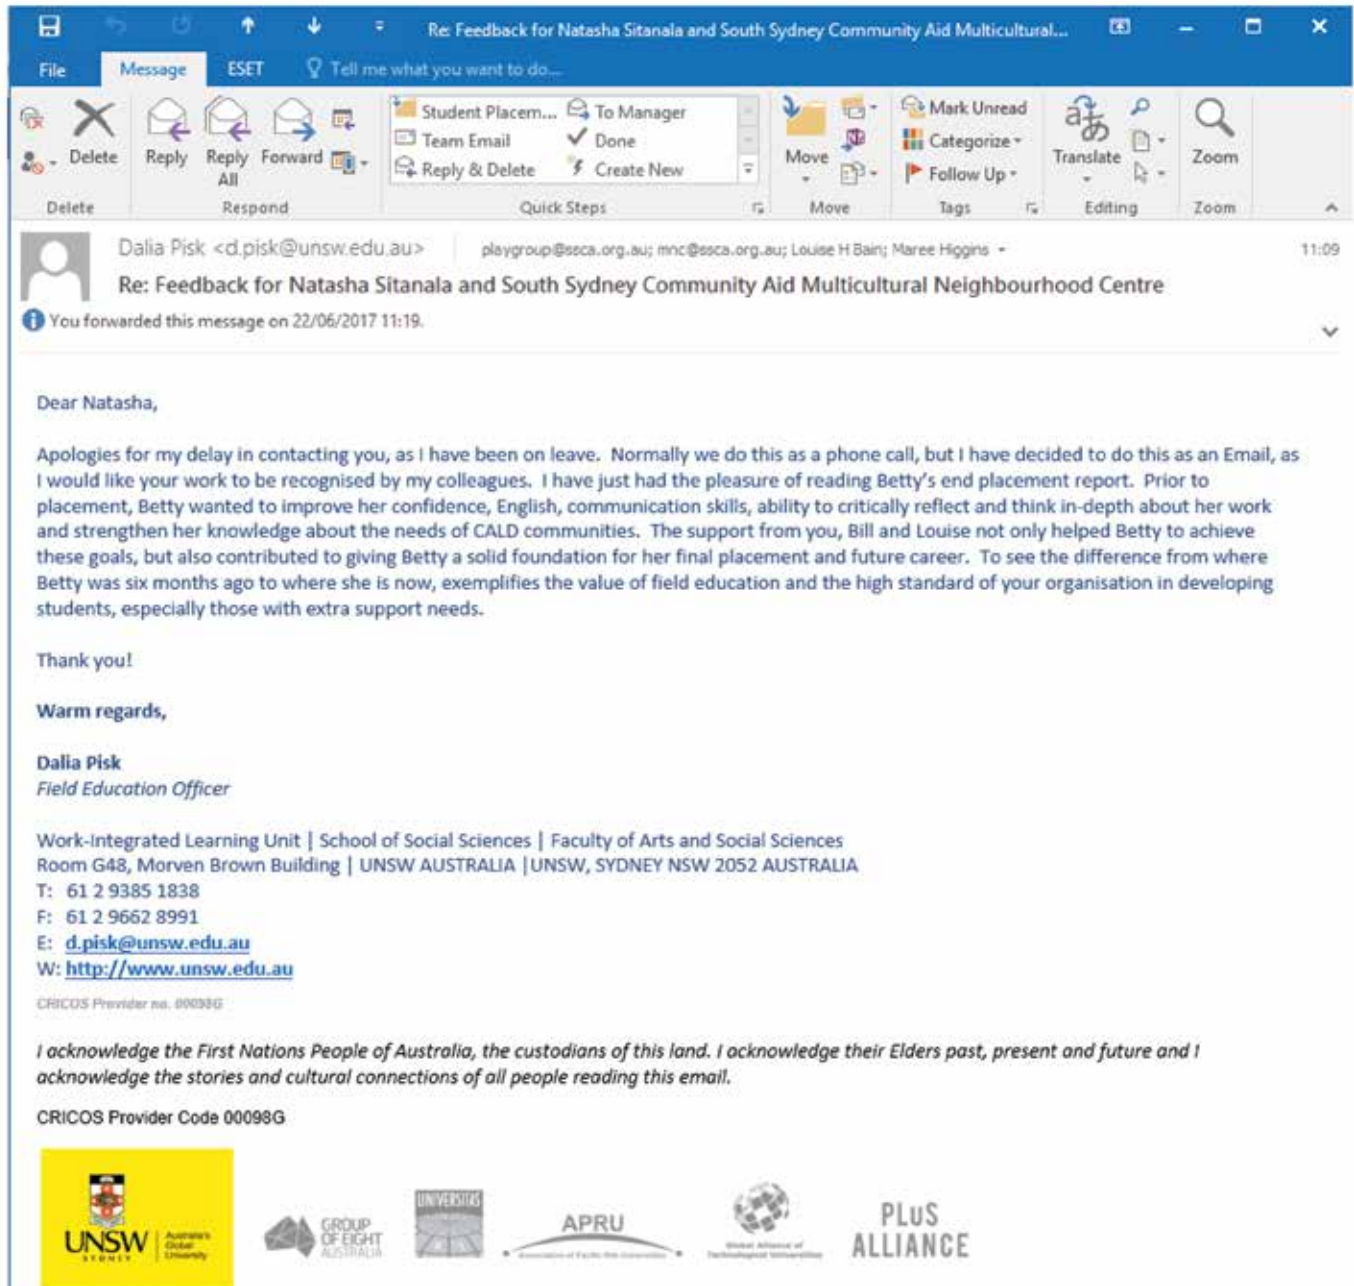 Re: Feedback for Natasha Sitanala and South Sydney Community Aid Multicultural...
File Message ESET Tell me what you want to do...
Delete Reply Reply All Forward
Student Placem... To Manager
Team Email Done
Reply & Delete Create New
Move
Mark Unread
Categorize
Follow Up
Translate
Zoom
Delete Respond Quick Steps Move Tags Editing Zoom
Dalia Pisk <d.pisk@unsw.edu.au> playgroup@ssca.org.au; mnc@ssca.org.au; Louise H Bain; Maree Higgins 11:09
Re: Feedback for Natasha Sitanala and South Sydney Community Aid Multicultural Neighbourhood Centre
You forwarded this message on 22/06/2017 11:19.
Dear Natasha,
Apologies for my delay in contacting you, as I have been on leave. Normally we do this as a phone call, but I have decided to do this as an Email, as
I would like your work to be recognised by my colleagues. I have just had the pleasure of reading Betty's end placement report. Prior to
placement, Betty wanted to improve her confidence, English, communication skills, ability to critically reflect and think in-depth about her work
and strengthen her knowledge about the needs of CALD communities. The support from you, Bill and Louise not only helped Betty to achieve
these goals, but also contributed to giving Betty a solid foundation for her final placement and future career. To see the difference from where
Betty was six months ago to where she is now, exemplifies the value of field education and the high standard of your organisation in developing
students, especially those with extra support needs.
Thank you!
Warm regards,
Dalia Pisk
Field Education Officer
Work-Integrated Learning Unit | School of Social Sciences | Faculty of Arts and Social Sciences
Room G48, Morven Brown Building | UNSW AUSTRALIA |UNSW, SYDNEY NSW 2052 AUSTRALIA
T: 61 2 9385 1838
F: 61 2 9662 8991
E: d.pisk@unsw.edu.au
W: http://www.unsw.edu.au
CRICOS Provider no. 00098G
I acknowledge the First Nations People of Australia, the custodians of this land. I acknowledge their Elders past, present and future and I
acknowledge the stories and cultural connections of all people reading this email.
CRICOS Provider Code 00098G
UNSW
SYDNEY
Australia's
Global
University
GROUP
OF EIGHT
AUSTRALIA
UNIVERSITAS
APRU
Association of Pacific Rim Universities
Global Alliance of
Technological Universities
PLuS
ALLIANCE